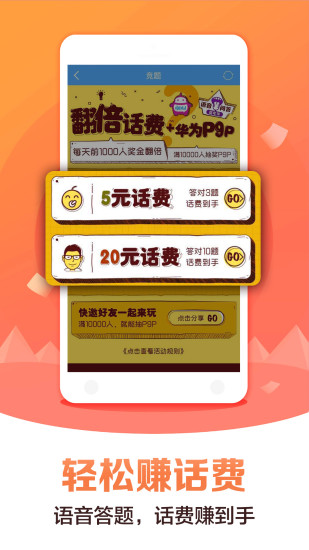 竞题
语音问答
翻倍话费+华为P9P
每天前1000人奖金翻倍
满10000人抽奖P9P
5元话费
答对3题
话费到手
GO>
20元话费
答对10题
话费到手
GO>
快邀好友一起来玩
满10000人、就能抽P9P
点击分享 GO>
《点击查看活动规则》
轻松赚话费
语音答题，话费赚到手